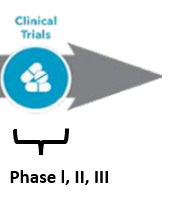 Clinical
Trials
Phase I, II, III